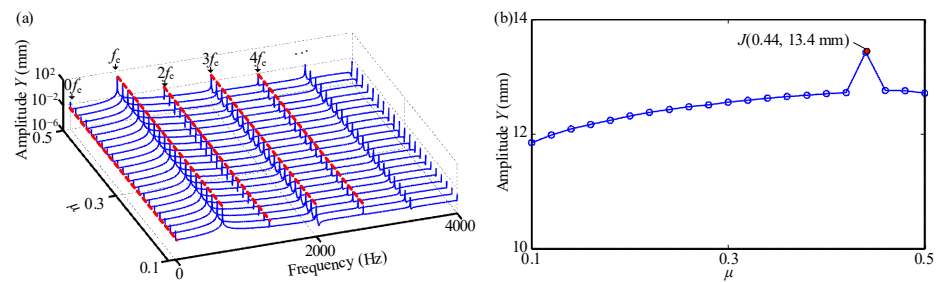 (a)
Amplitude Y (mm)
10²
10⁻²
10⁻⁶
0.5
0.3
0.1
μ
0f_c
f_c
2f_c
3f_c
4f_c
...
0
2000
4000
Frequency (Hz)
(b)
Amplitude Y (mm)
14
12
10
0.1
0.3
0.5
μ
J(0.44, 13.4 mm)